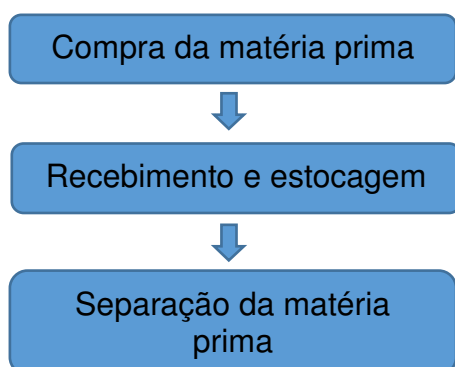 Compra da matéria prima
Recebimento e estocagem
Separação da matéria
prima